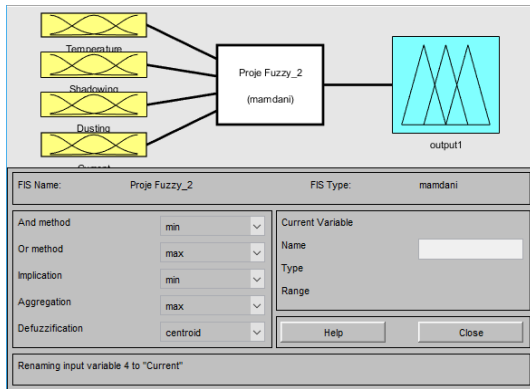 Temperature
Shadowing
Dusting
Current
Proje Fuzzy_2
(mamdani)
output1
FIS Name: Proje Fuzzy_2 FIS Type: mamdani
And method min
Or method max
Implication min
Aggregation max
Defuzzification centroid
Current Variable
Name
Type
Range
Help Close
Renaming input variable 4 to "Current"